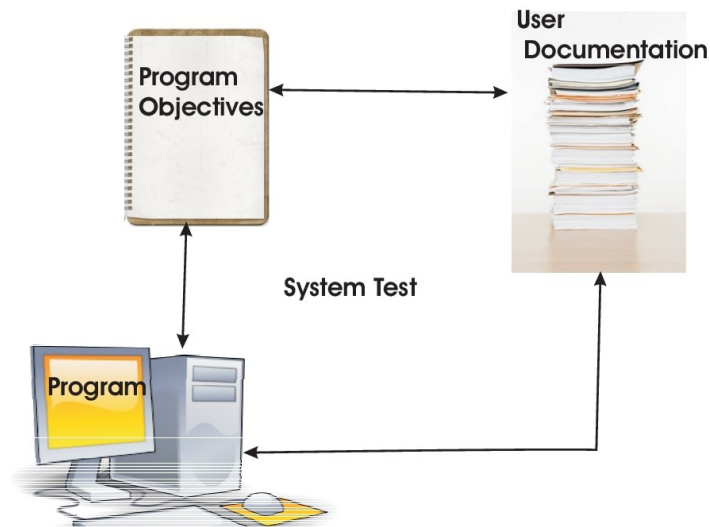 User
Documentation
Program
Objectives
System Test
Program